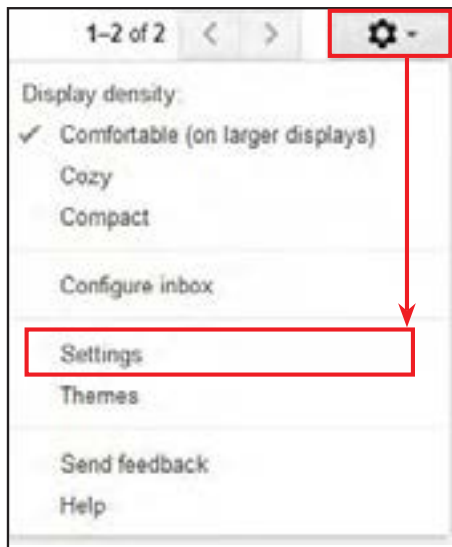 1–2 of 2
Display density:
Comfortable (on larger displays)
Cozy
Compact
Configure inbox
Settings
Themes
Send feedback
Help